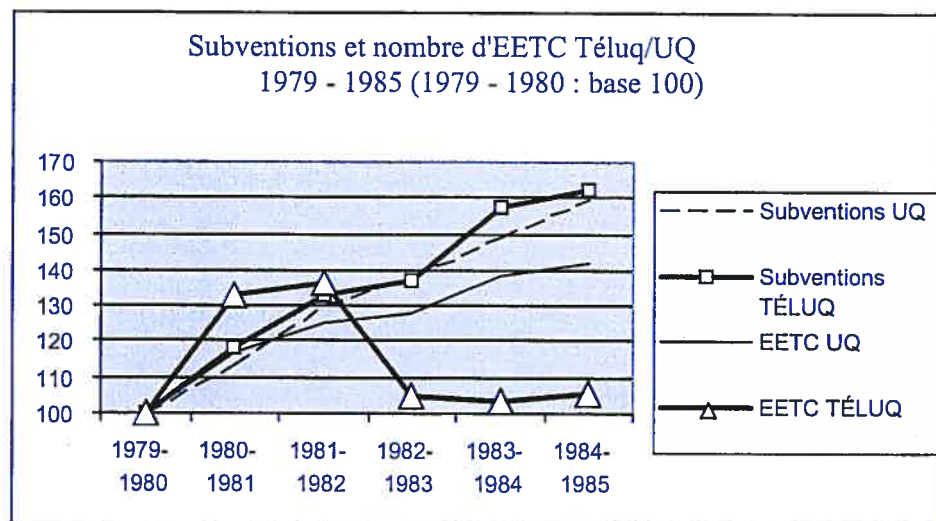 Subventions et nombre d'EETC Téluq/UQ
1979 - 1985 (1979 - 1980 : base 100)
170
160
150
140
130
120
110
100
1979-
1980
1980-
1981
1981-
1982
1982-
1983
1983-
1984
1984-
1985
Subventions UQ
Subventions
TÉLUQ
EETC UQ
EETC TÉLUQ